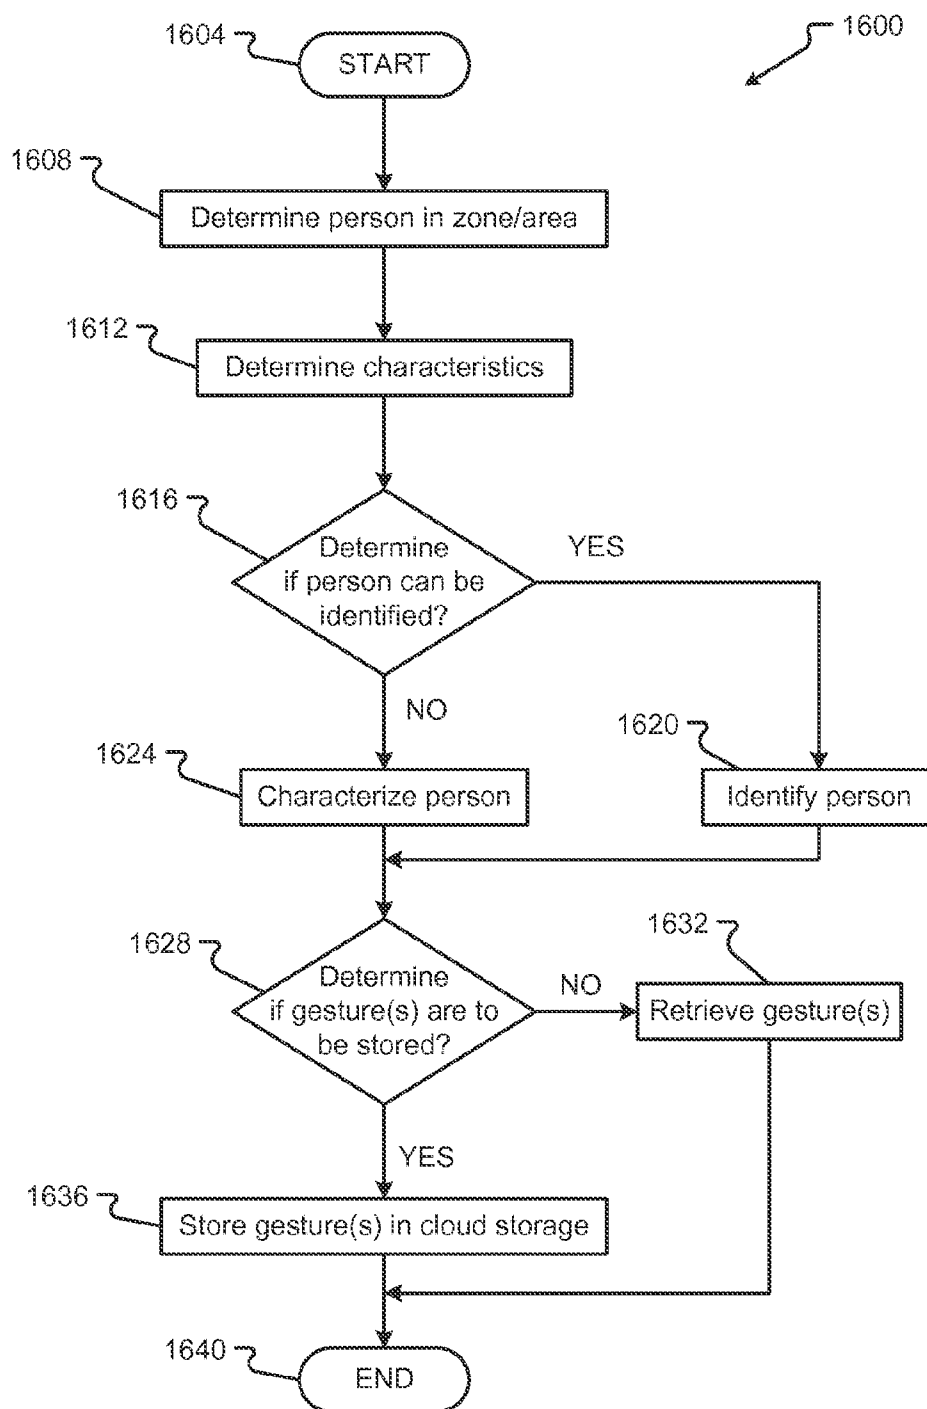 1604
START
1600
1608
Determine person in zone/area
1612
Determine characteristics
1616
Determine
if person can be
identified?
YES
NO
1624
Characterize person
1620
Identify person
1628
Determine
if gesture(s) are to
be stored?
NO
1632
Retrieve gesture(s)
YES
1636
Store gesture(s) in cloud storage
1640
END